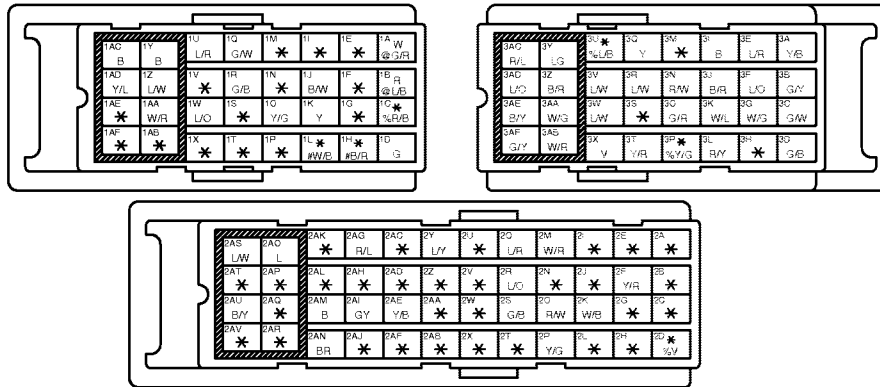 1AC 1Y 1U 1Q 1M 1I 1E 1A W
B B L/R G/W * * * @G/R
1AD 1Z 1V 1R 1N 1J 1F 1B R
Y/L L/W * G/B * B/W * @L/B
1AE 1AA 1W 1S 1O 1K 1G 1C *
* W/R L/O * Y/G Y * %R/B
1AF 1AB 1X 1T 1P 1L * 1H * 1D
* * * * * #W/B #B/R G
3AC 3Y 3U * 3Q 3M 3I 3E 3A
R/L LG %L/B Y * B L/R Y/B
3AD 3Z 3V 3R 3N 3J 3F 3B
L/O B/R L/W L/W R/W B/R L/O G/Y
3AE 3AA 3W 3S 3O 3K 3G 3C
B/Y W/G L/W * G/R W/L W/G G/W
3AF 3AB 3X 3T 3P * 3L 3H 3D
G/Y W/R V Y/R %Y/G R/Y * G/B
2AS 2AO 2AK 2AG 2AC 2Y 2U 2Q 2M 2I 2E 2A
L/W L * R/L * L/Y * L/R W/R * * *
2AT 2AP 2AL 2AH 2AD 2Z 2V 2R 2N 2J 2F 2B
* * * * * * * L/O * * Y/R *
2AU 2AQ 2AM 2AI 2AE 2AA 2W 2S 2O 2K 2G 2C
B/Y * B GY Y/B * * G/B R/W W/B * *
2AV 2AR 2AN 2AJ 2AF 2AB 2X 2T 2P 2L 2H 2D *
* * BR * * * * * Y/G * * %V